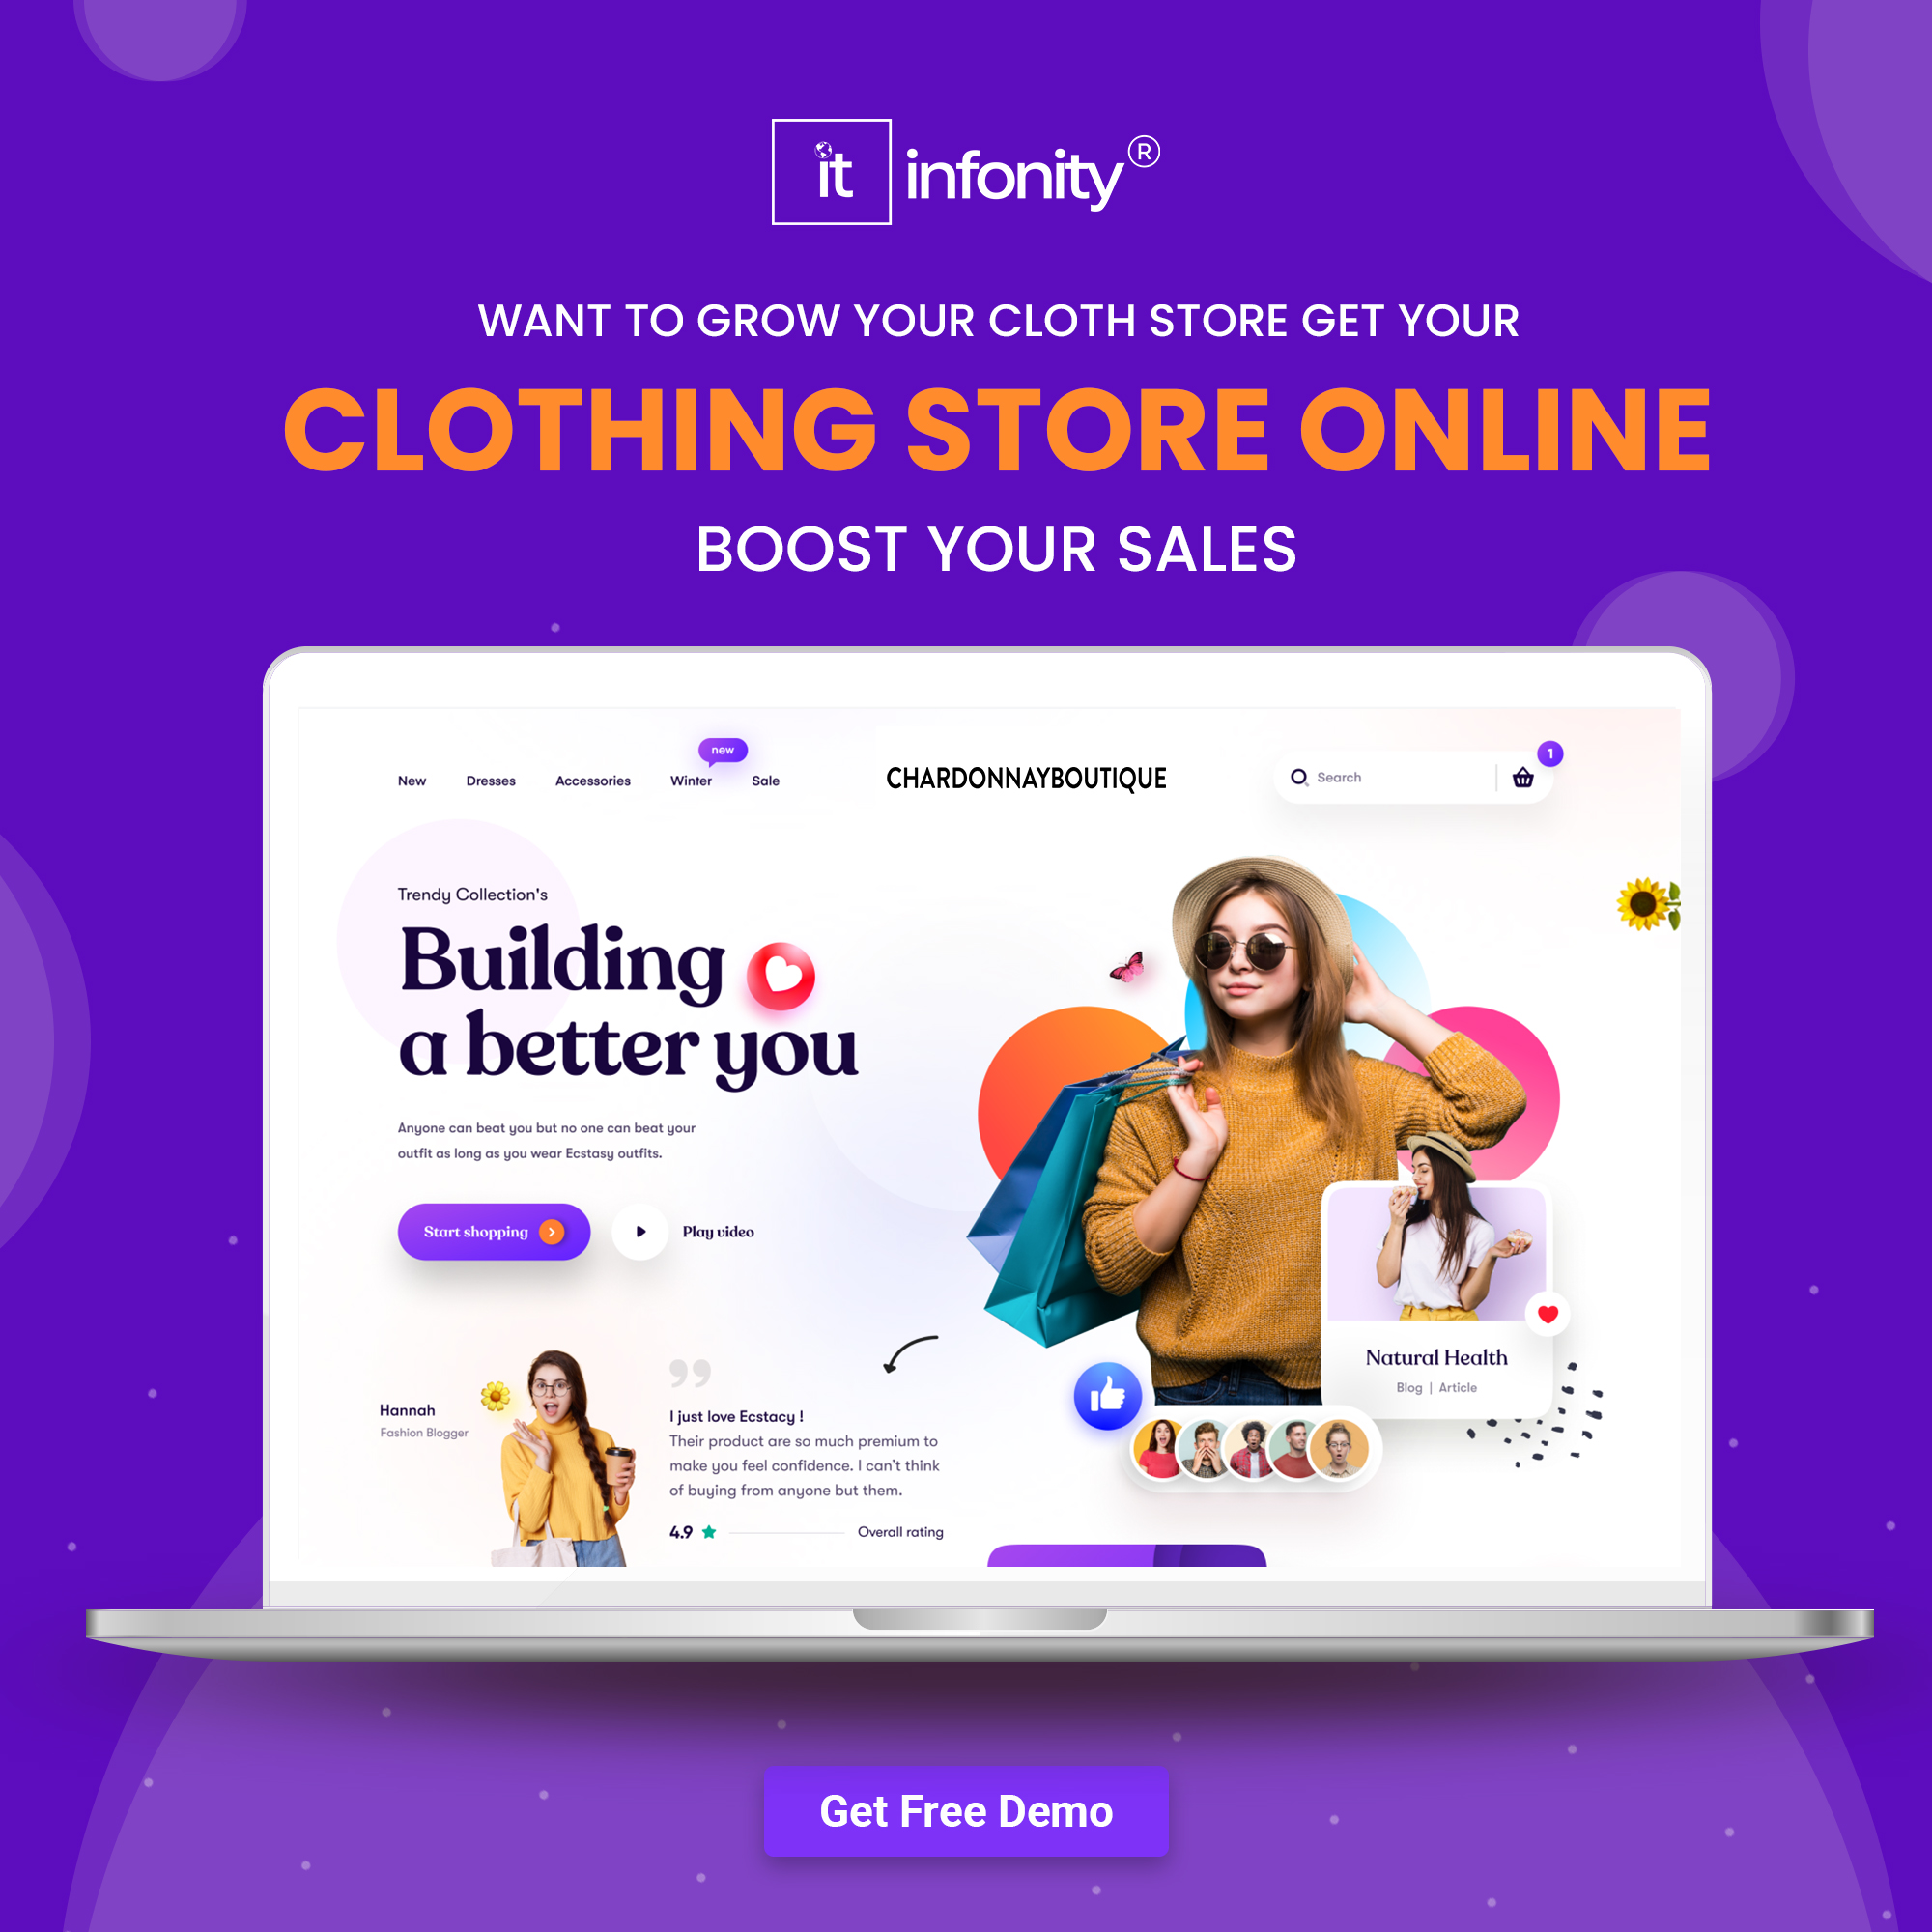 it infonity®
WANT TO GROW YOUR CLOTH STORE GET YOUR
CLOTHING STORE ONLINE
BOOST YOUR SALES
new
New Dresses Accessories Winter Sale
CHARDONNAYBOUTIQUE
Search
1
Trendy Collection's
Building
a better you
Anyone can beat you but no one can beat your
outfit as long as you wear Ecstasy outfits.
Start shopping
Play video
Natural Health
Blog | Article
Hannah
Fashion Blogger
”
I just love Ecstacy !
Their product are so much premium to
make you feel confidence. I can't think
of buying from anyone but them.
4.9 Overall rating
Get Free Demo